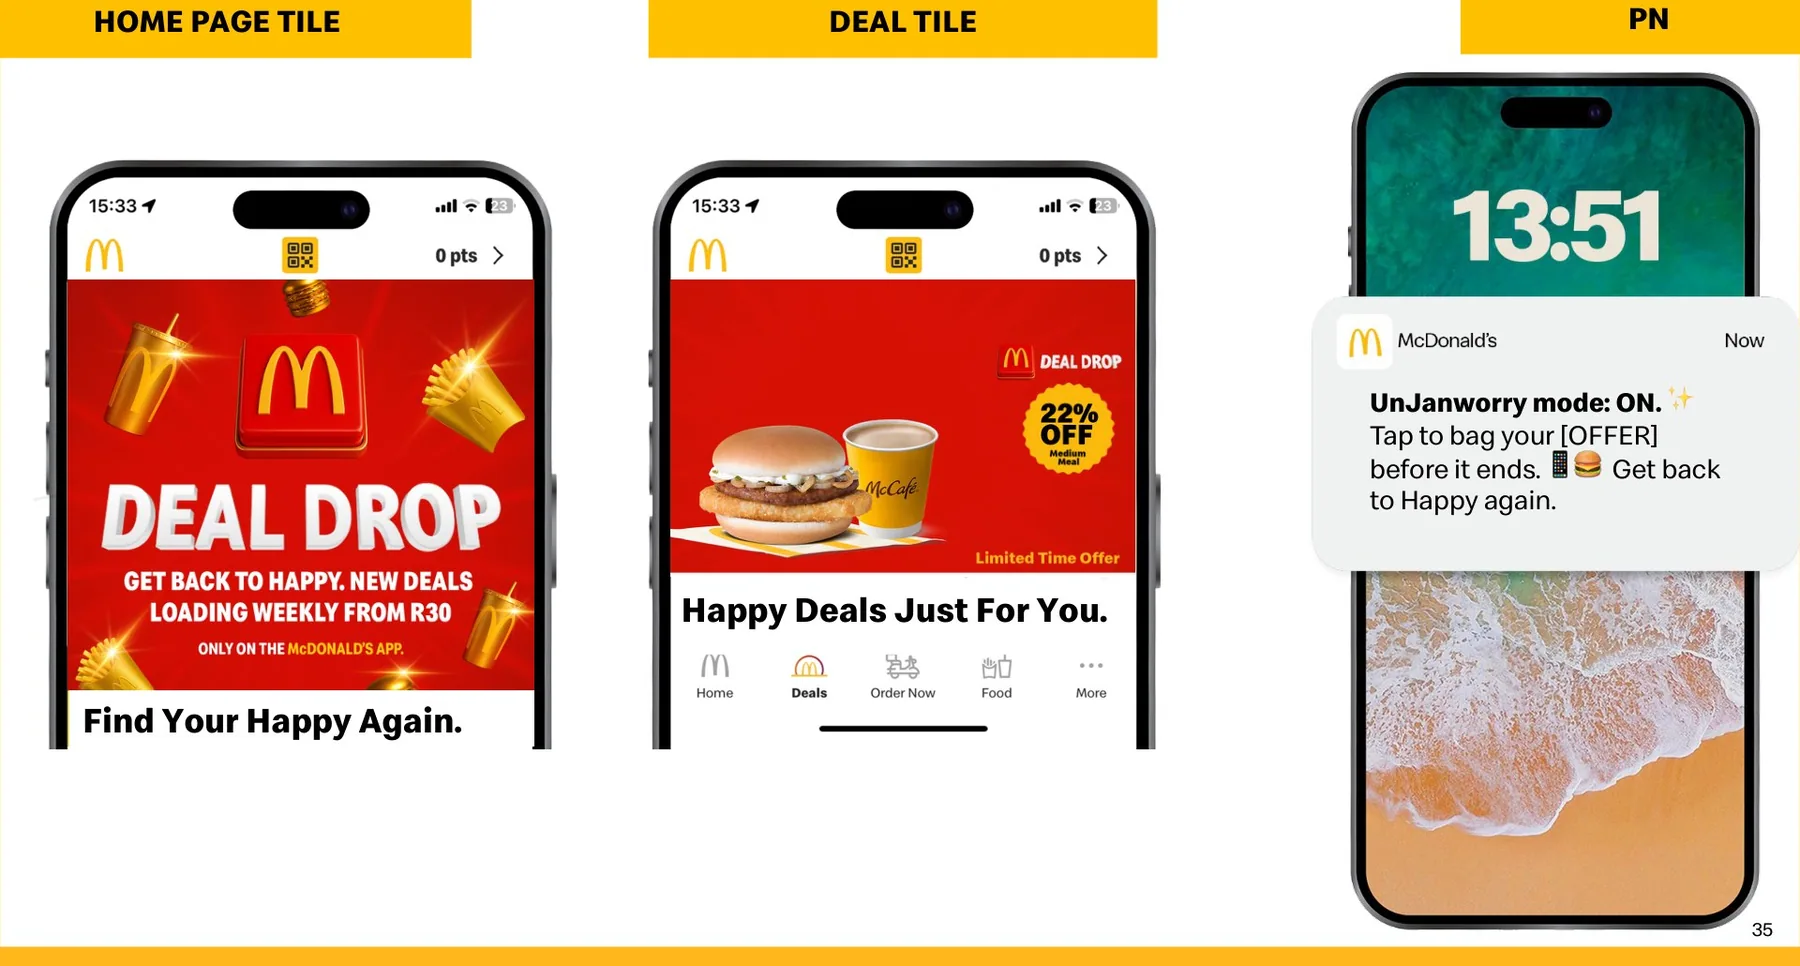 HOME PAGE TILE
15:33
23
0 pts
DEAL DROP
GET BACK TO HAPPY. NEW DEALS
LOADING WEEKLY FROM R30
ONLY ON THE McDONALD'S APP.
Find Your Happy Again.
DEAL TILE
15:33
23
0 pts
DEAL DROP
22%
OFF
Medium
Meal
McCafé
Limited Time Offer
Happy Deals Just For You.
Home
Deals
Order Now
Food
More
PN
13:51
McDonald's
Now
UnJanworry mode: ON. ✨
Tap to bag your [OFFER]
before it ends. 📱🍔 Get back
to Happy again.
35